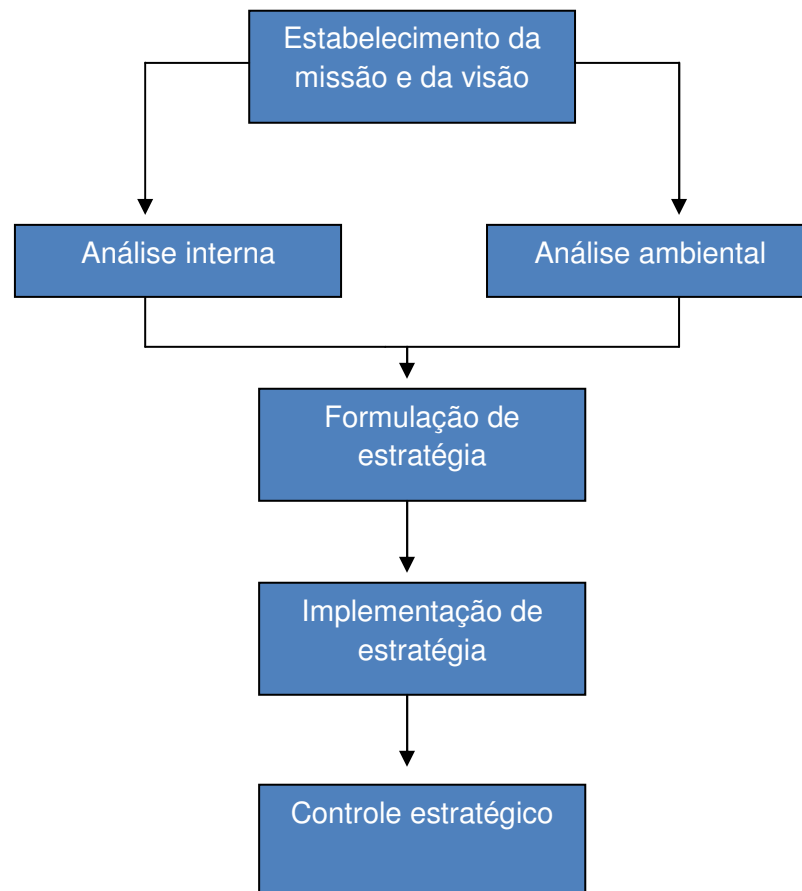 Estabelecimento da
missão e da visão
Análise interna
Análise ambiental
Formulação de
estratégia
Implementação de
estratégia
Controle estratégico